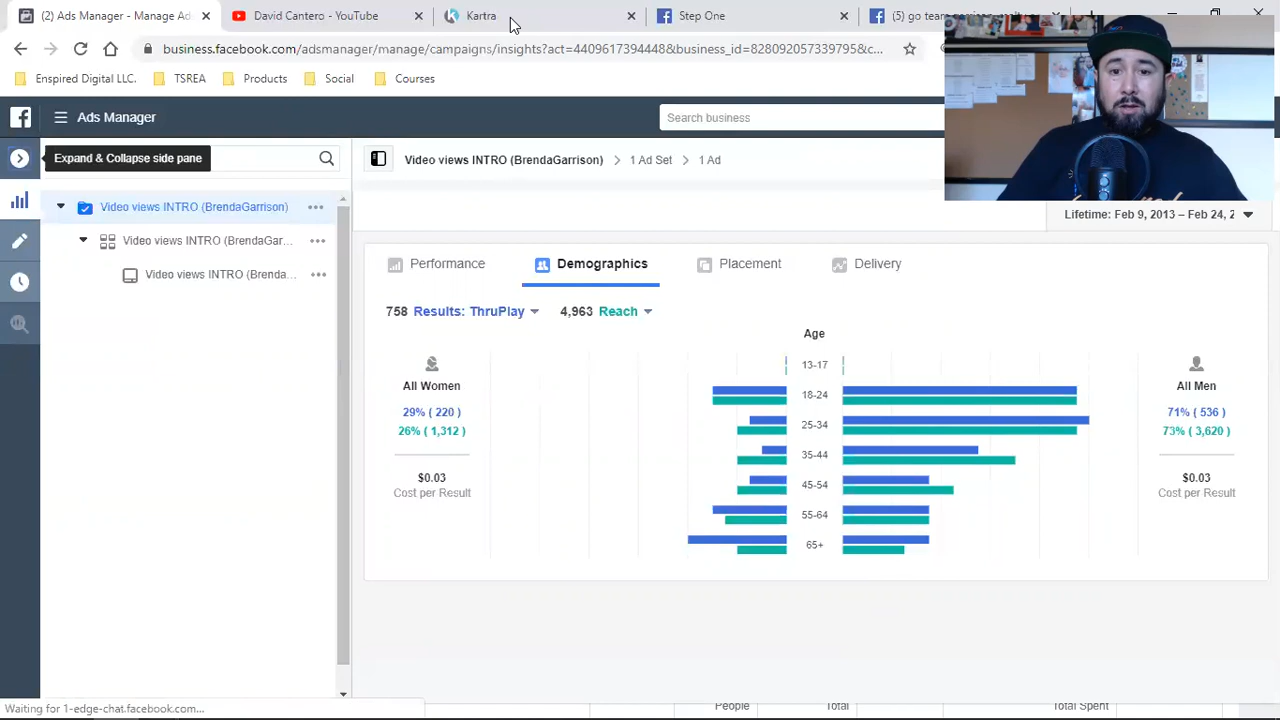 (2) Ads Manager - Manage Ad
David Cantero - YouTube
Kartra
Step One
business.facebook.com/adsman
/campaigns/insights?act=4409617394448&business_id=828092057339795&c...
Enspired Digital LLC.
TSREA
Products
Social
Courses
Ads Manager
Search business
Expand & Collapse side pane
Video views INTRO (BrendaGarrison)
1 Ad Set
1 Ad
Video views INTRO (BrendaGarrison)
Lifetime: Feb 9, 2013 – Feb 24, 2
Video views INTRO (BrendaGar...
Video views INTRO (Brenda...
Performance
Demographics
Placement
Delivery
758 Results: ThruPlay
4,963 Reach
Age
All Women
29% ( 220 )
26% ( 1,312 )
$0.03
Cost per Result
13-17
18-24
25-34
35-44
45-54
55-64
65+
All Men
71% ( 536 )
73% ( 3,620 )
$0.03
Cost per Result
Waiting for 1-edge-chat.facebook.com...
People
Total
Total Spent